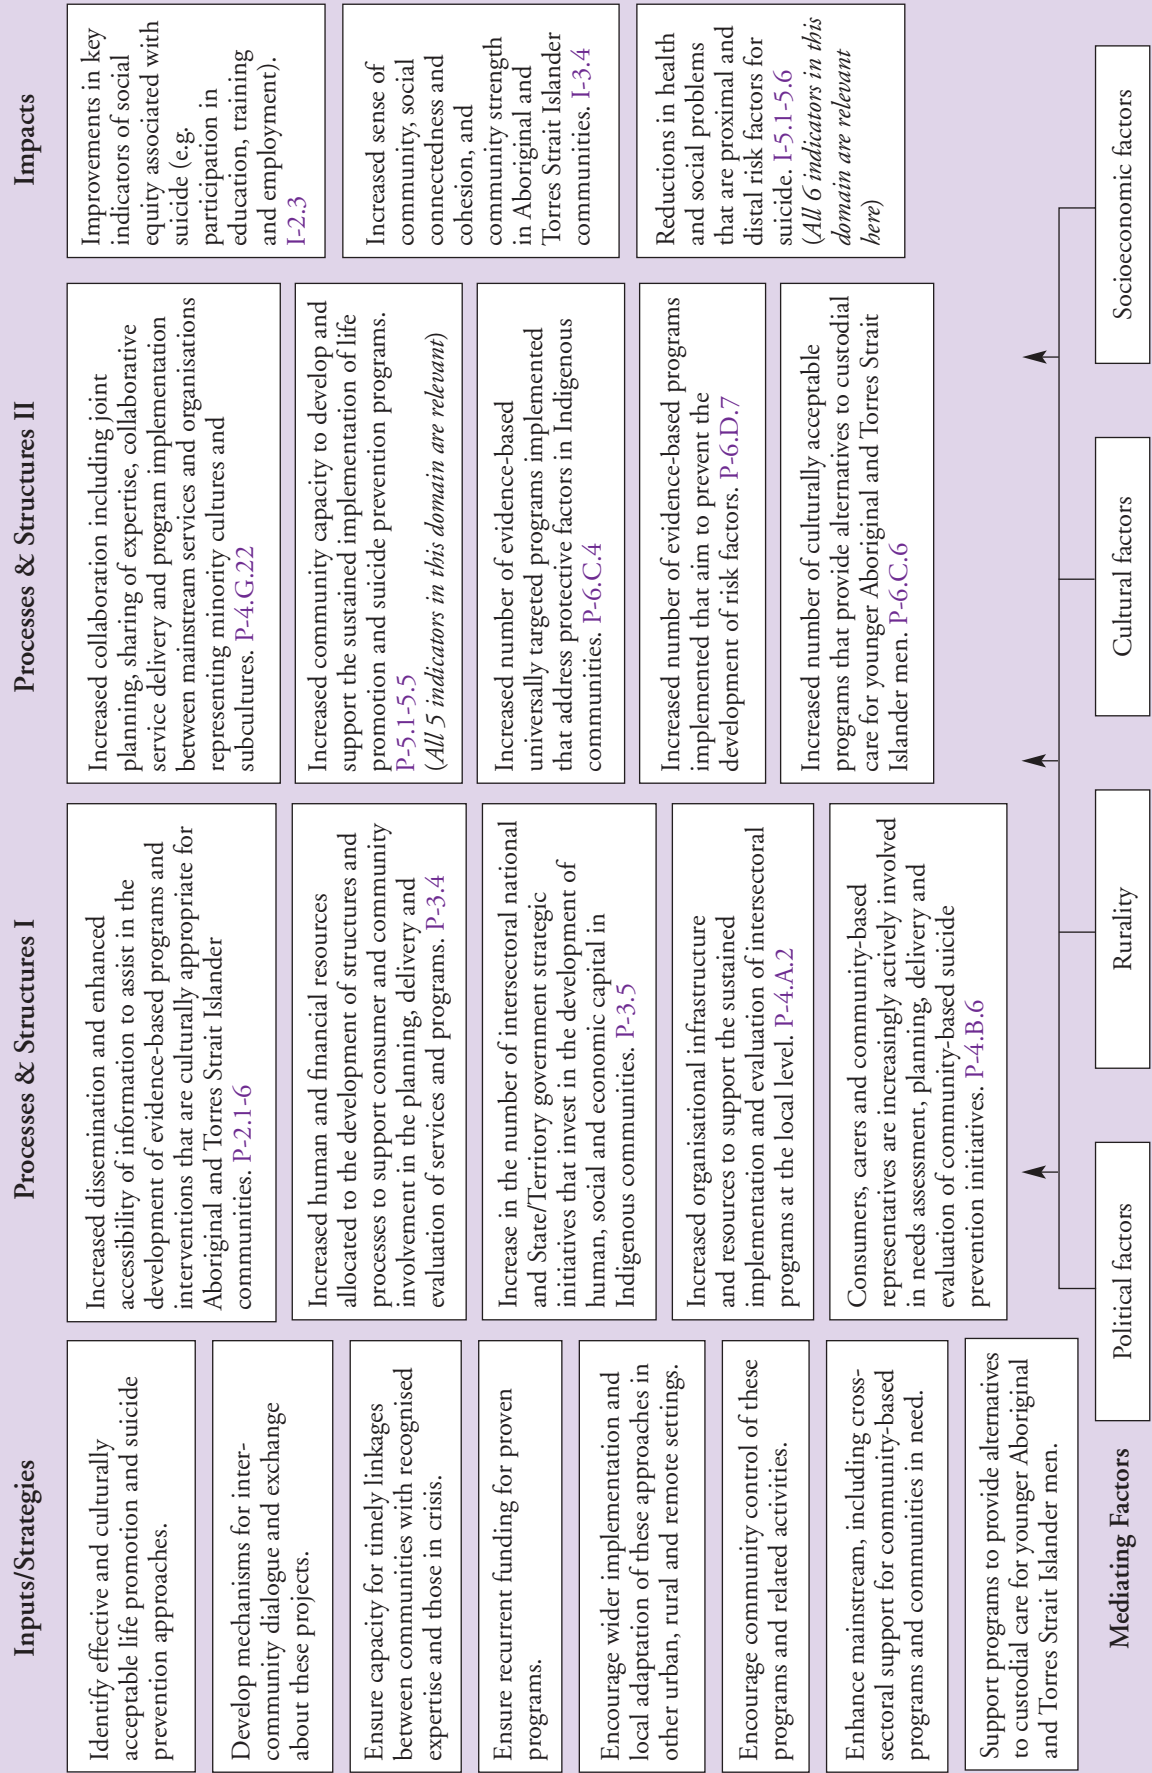 Inputs/Strategies
Identify effective and culturally
acceptable life promotion and suicide
prevention approaches.
Develop mechanisms for inter-
community dialogue and exchange
about these projects.
Ensure capacity for timely linkages
between communities with recognised
expertise and those in crisis.
Ensure recurrent funding for proven
programs.
Encourage wider implementation and
local adaptation of these approaches in
other urban, rural and remote settings.
Encourage community control of these
programs and related activities.
Enhance mainstream, including cross-
sectoral support for community-based
programs and communities in need.
Support programs to provide alternatives
to custodial care for younger Aboriginal
and Torres Strait Islander men.
Processes & Structures I
Increased dissemination and enhanced
accessibility of information to assist in the
development of evidence-based programs and
interventions that are culturally appropriate for
Aboriginal and Torres Strait Islander
communities. P-2.1-6
Increased human and financial resources
allocated to the development of structures and
processes to support consumer and community
involvement in the planning, delivery and
evaluation of services and programs. P-3.4
Increase in the number of intersectoral national
and State/Territory government strategic
initiatives that invest in the development of
human, social and economic capital in
Indigenous communities. P-3.5
Increased organisational infrastructure
and resources to support the sustained
implementation and evaluation of intersectoral
programs at the local level. P-4.A.2
Consumers, carers and community-based
representatives are increasingly actively involved
in needs assessment, planning, delivery and
evaluation of community-based suicide
prevention initiatives. P-4.B.6
Processes & Structures II
Increased collaboration including joint
planning, sharing of expertise, collaborative
service delivery and program implementation
between mainstream services and organisations
representing minority cultures and
subcultures. P-4.G.22
Increased community capacity to develop and
support the sustained implementation of life
promotion and suicide prevention programs.
P-5.1-5.5
(All 5 indicators in this domain are relevant)
Increased number of evidence-based
universally targeted programs implemented
that address protective factors in Indigenous
communities. P-6.C.4
Increased number of evidence-based programs
implemented that aim to prevent the
development of risk factors. P-6.D.7
Increased number of culturally acceptable
programs that provide alternatives to custodial
care for younger Aboriginal and Torres Strait
Islander men. P-6.C.6
Impacts
Improvements in key
indicators of social
equity associated with
suicide (e.g.
participation in
education, training
and employment).
I-2.3
Increased sense of
community, social
connectedness and
cohesion, and
community strength
in Aboriginal and
Torres Strait Islander
communities. I-3.4
Reductions in health
and social problems
that are proximal and
distal risk factors for
suicide. I-5.1-5.6
(All 6 indicators in this
domain are relevant
here)
Mediating Factors
Political factors
Rurality
Cultural factors
Socioeconomic factors